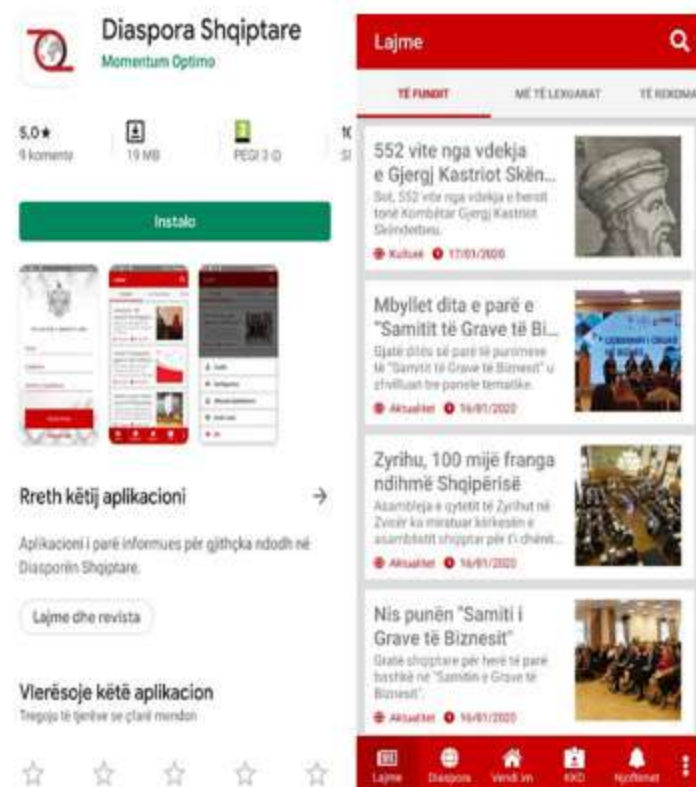 Diaspora Shqiptare
Momentum Optimo
5,0★
9 komente
19 MB
PEGI 3
Instalo
Rreth këtij aplikacioni
Aplikacioni i parë informues për gjithçka ndodh në
Diasporën Shqiptare.
Lajme dhe revista
Vlerësoje këtë aplikacion
Tregoju të tjerëve se çfarë mendon
Lajme
TË FUNDIT
MË TË LEXUARAT
TË REKOMA
552 vite nga vdekja
e Gjergj Kastriot Skën...
Sot, 552 vite nga vdekja e heroit
tonë Kombëtar Gjergj Kastriot
Skënderbeu.
Kulturë 17/01/2020
Mbyllet dita e parë e
"Samitit të Grave të Bi...
Gjatë ditës së parë të punimeve
të "Samitit të Grave të Biznesit" u
zhvilluan tre panele tematike.
Aktualitet 16/01/2020
Zyrihu, 100 mijë franga
ndihmë Shqipërisë
Asambleja e qytetit të Zyrihut në
Zvicër ka miratuar kërkesën e
asamblistit shqiptar për t'i dhënë...
Aktualitet 16/01/2020
Nis punën "Samiti i
Grave të Biznesit"
Gratë shqiptare për herë të parë
bashkë në "Samitin e Grave të
Biznesit".
Aktualitet 16/01/2020
Lajme
Diaspora
Vendi im
KKD
Njoftimet